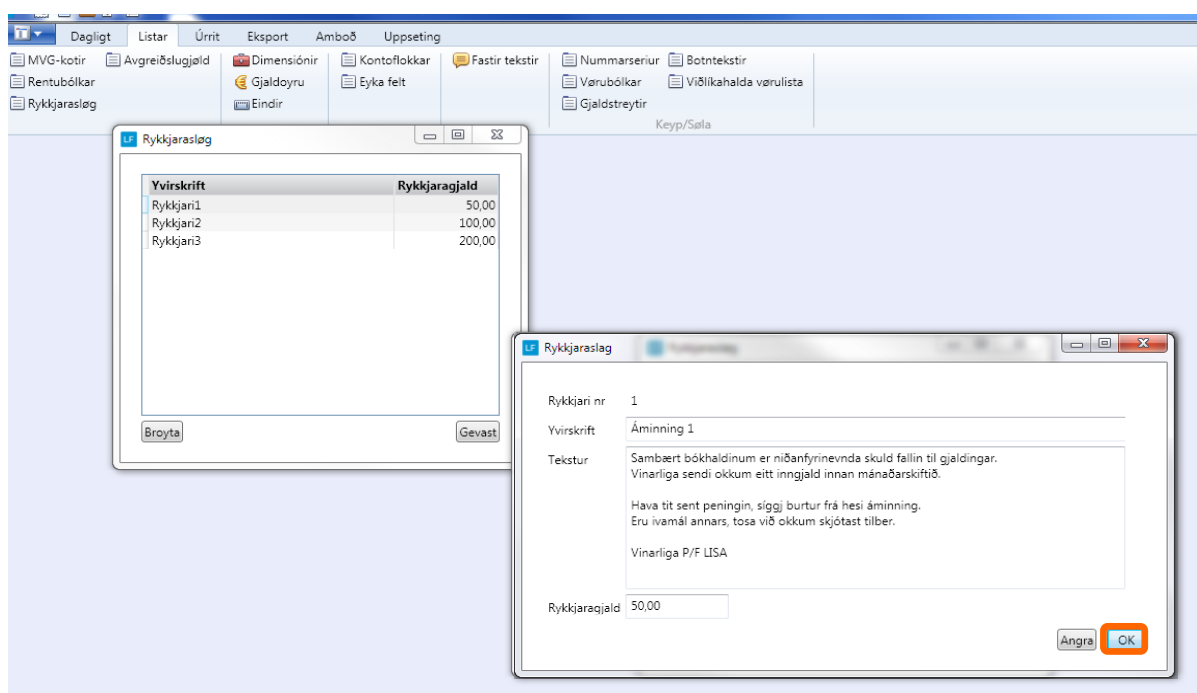 Dagligt Listar Úrrit Eksport Amboð Uppseting
MVG-kotir Avgreiðslugjøld Dimensiónir Kontoflokkar Fastir tekstir Nummarseriur Botntekstir
Rentubólkar Gjaldoyru Eyka felt Vørubólkar Viðlíkahalda vørulista
Rykkjarasløg Eindir Gjaldstreytir
Keyp/Søla
LF Rykkjarasløg
Yvirskrift Rykkjaragjald
Rykkjari1 50,00
Rykkjari2 100,00
Rykkjari3 200,00
Broyta Gevast
LF Rykkjaraslag
Rykkjari nr 1
Yvirskrift Áminning 1
Tekstur Sambært bókhaldinum er niðanfyrinevnda skuld fallin til gjaldingar.
Vinarliga sendi okkum eitt inngjald innan mánaðarskiftið.
Hava tit sent peningin, síggj burtur frá hesi áminning.
Eru ivamál annars, tosa við okkum skjótast tilber.
Vinarliga P/F LISA
Rykkjaragjald 50,00
Angra OK